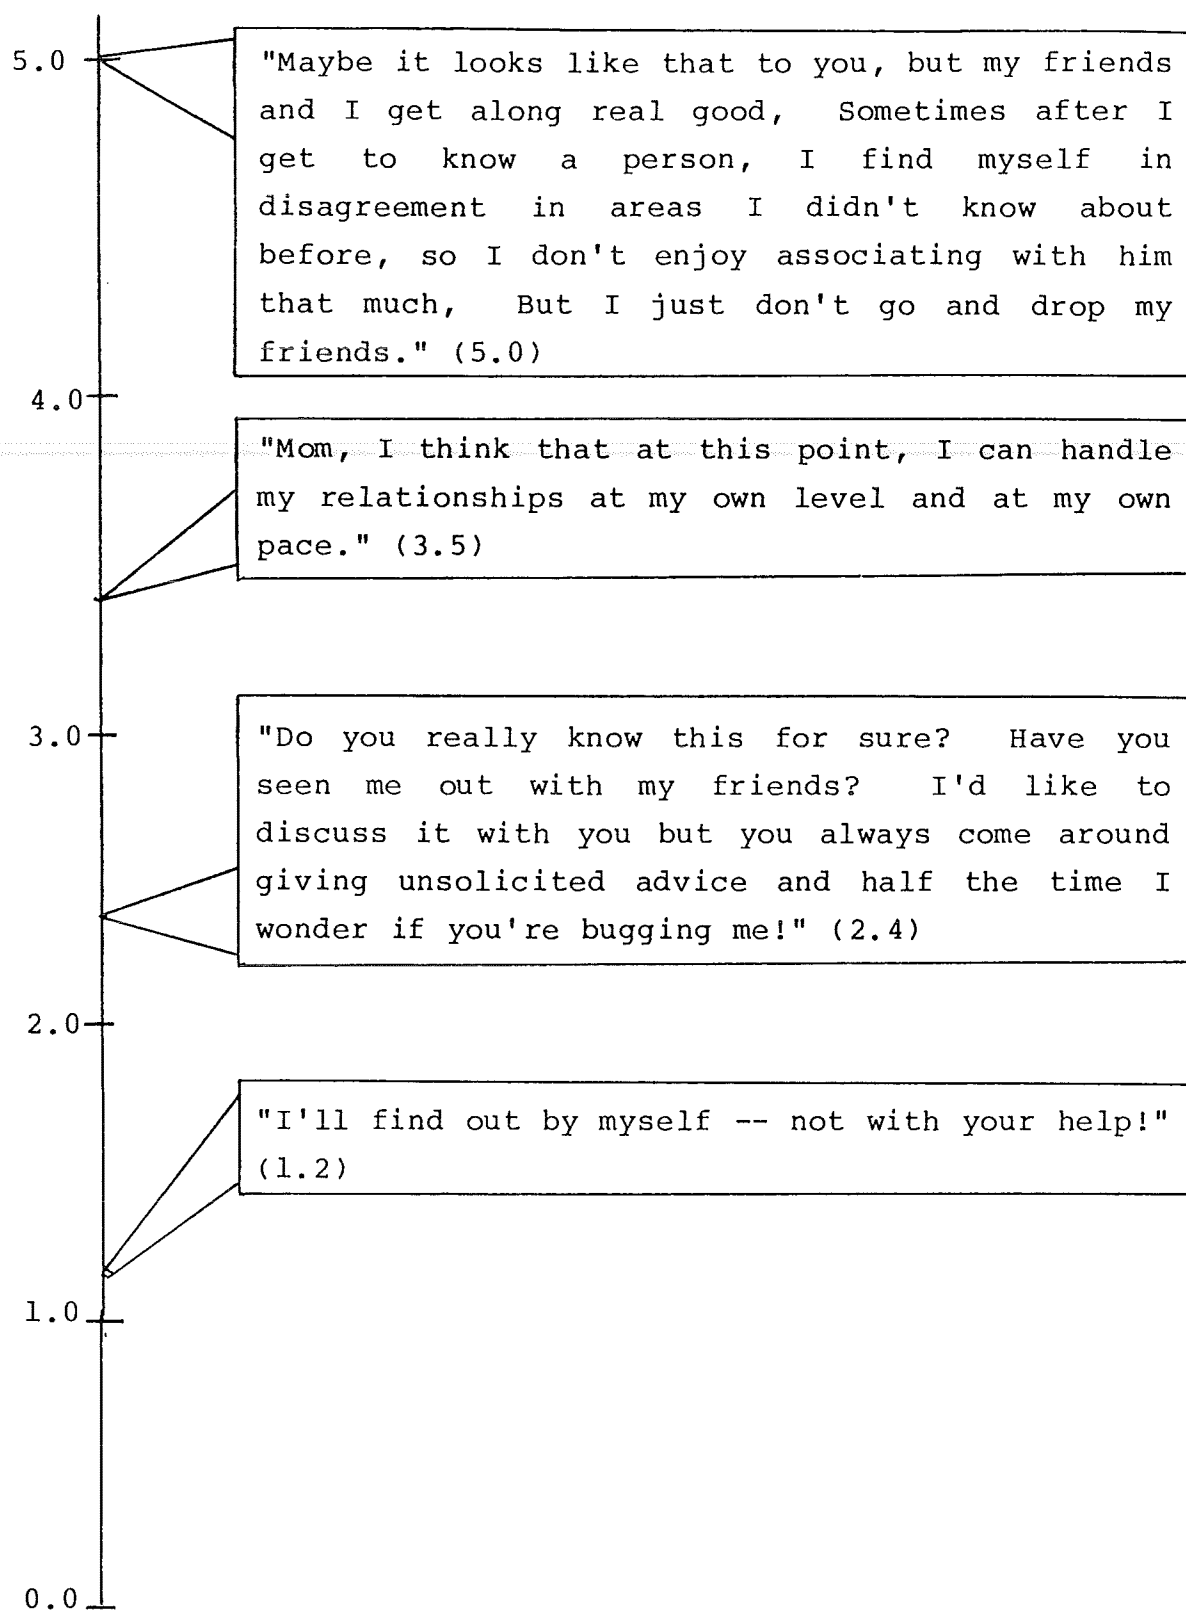 5.0
"Maybe it looks like that to you, but my friends
and I get along real good, Sometimes after I
get to know a person, I find myself in
disagreement in areas I didn't know about
before, so I don't enjoy associating with him
that much, But I just don't go and drop my
friends." (5.0)
4.0
"Mom, I think that at this point, I can handle
my relationships at my own level and at my own
pace." (3.5)
3.0
"Do you really know this for sure? Have you
seen me out with my friends? I'd like to
discuss it with you but you always come around
giving unsolicited advice and half the time I
wonder if you're bugging me!" (2.4)
2.0
"I'll find out by myself -- not with your help!"
(1.2)
1.0
0.0